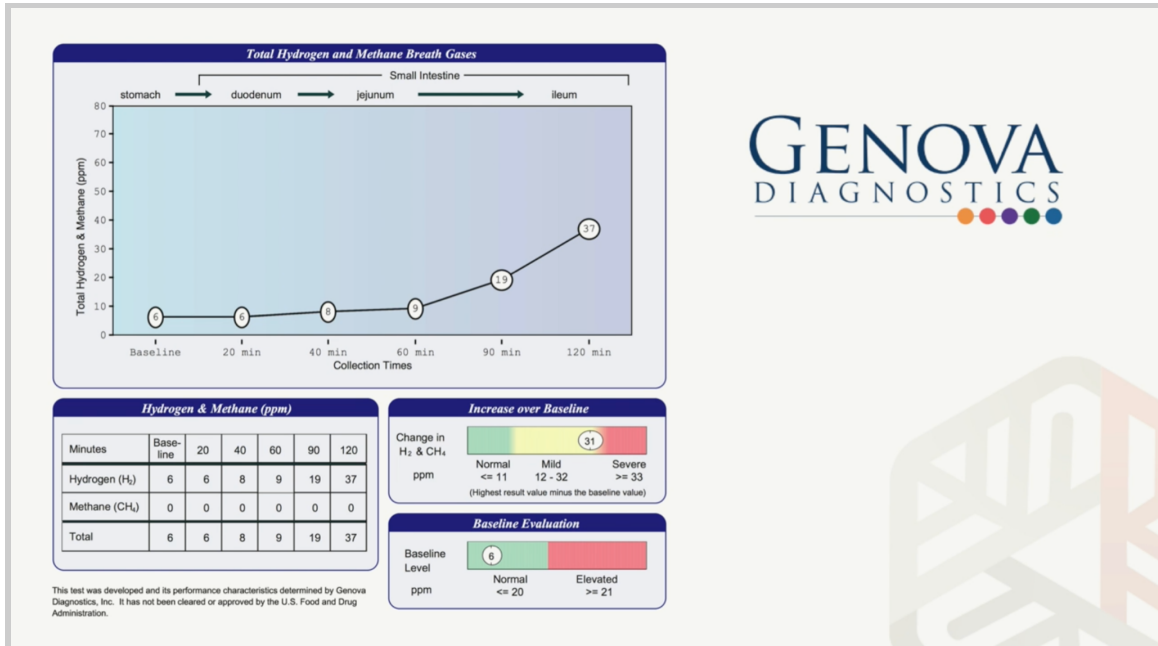 Total Hydrogen and Methane Breath Gases
Small Intestine
stomach duodenum jejunum ileum
Total Hydrogen & Methane (ppm)
80
70
60
50
40
30
20
10
0
6 6 8 9 19 37
Baseline 20 min 40 min 60 min 90 min 120 min
Collection Times
GENOVA
DIAGNOSTICS
Hydrogen & Methane (ppm)
Minutes Base-line 20 40 60 90 120
Hydrogen (H₂) 6 6 8 9 19 37
Methane (CH₄) 0 0 0 0 0 0
Total 6 6 8 9 19 37
Increase over Baseline
Change in
H₂ & CH₄
ppm
31
Normal Mild Severe
<= 11 12 - 32 >= 33
(Highest result value minus the baseline value)
Baseline Evaluation
Baseline
Level
ppm
6
Normal Elevated
<= 20 >= 21
This test was developed and its performance characteristics determined by Genova
Diagnostics, Inc. It has not been cleared or approved by the U.S. Food and Drug
Administration.